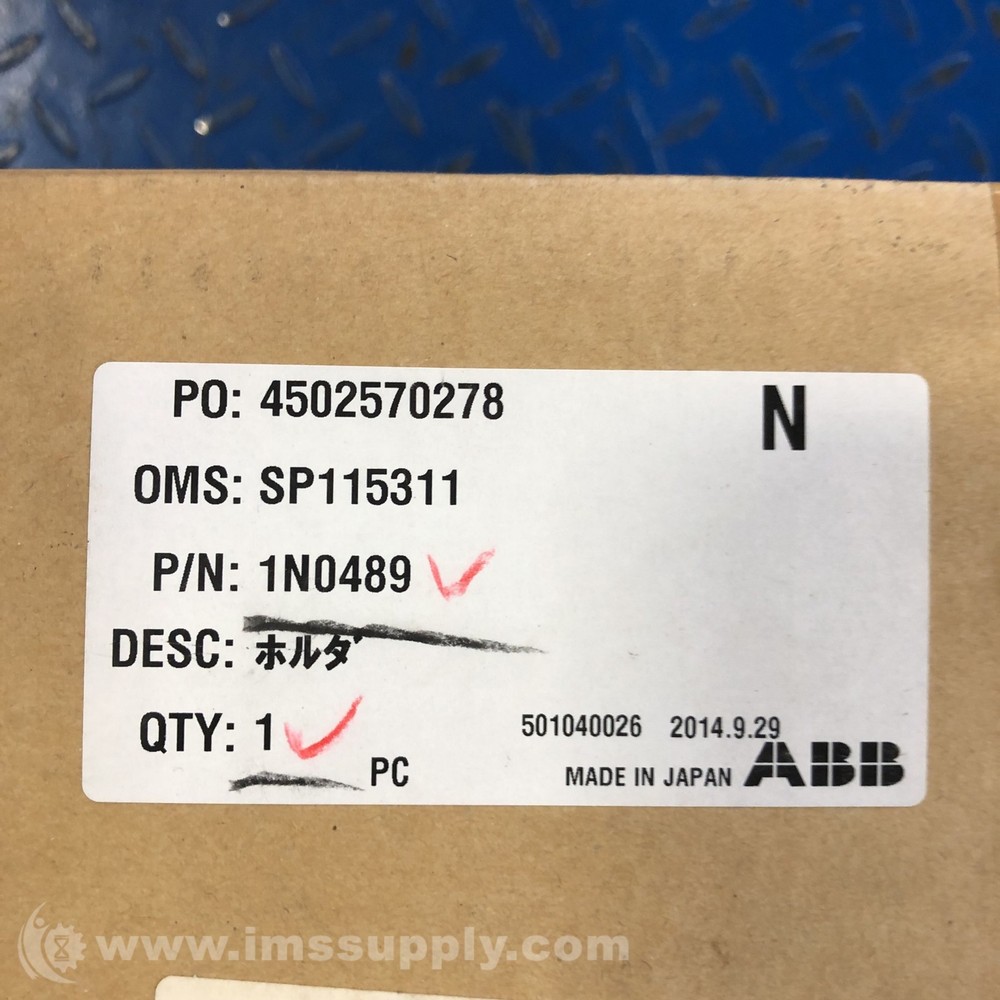 PO: 4502570278
N
OMS: SP115311
P/N: 1N0489
DESC: ホルダ
QTY: 1 PC
501040026 2014.9.29
MADE IN JAPAN ABB
www.imssupply.com